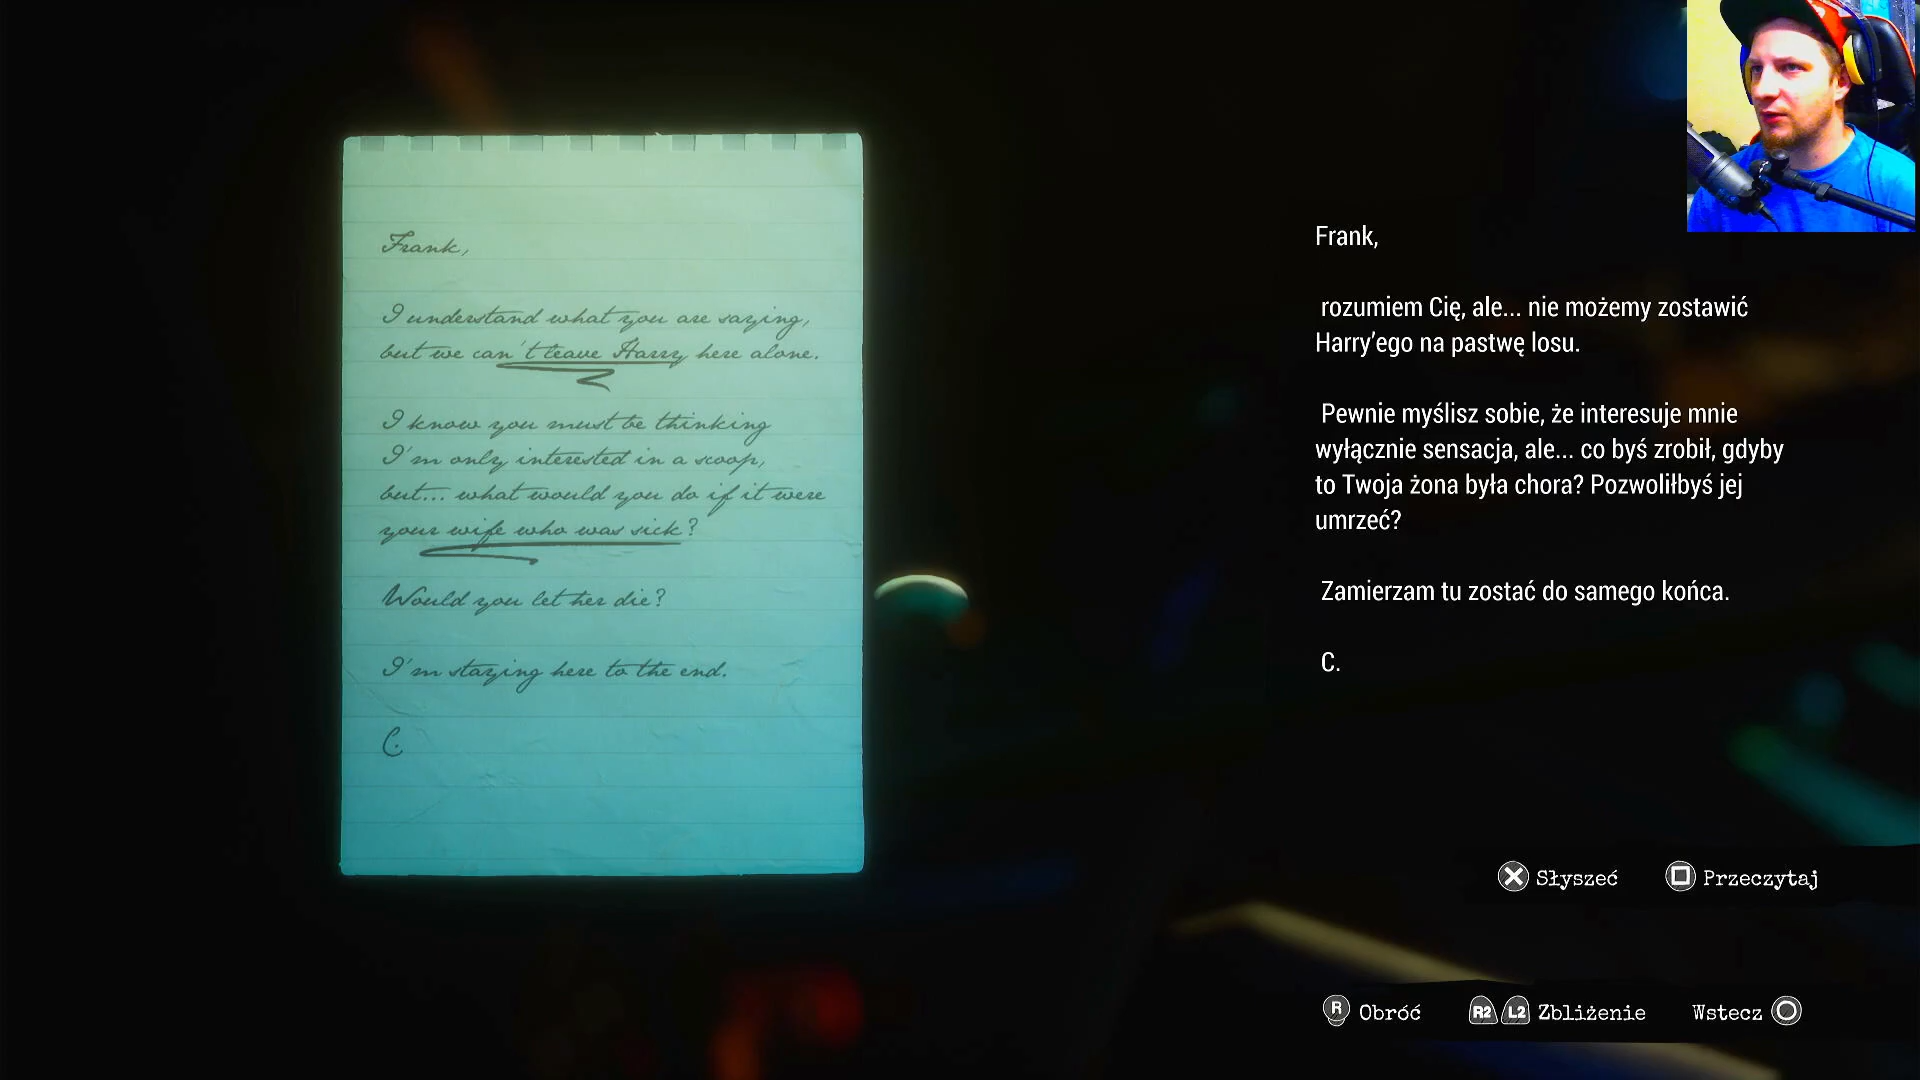 Frank,
I understand what you are saying,
but we can't leave Harry here alone.
I know you must be thinking
I'm only interested in a scoop,
but... what would you do if it were
your wife who was sick?
Would you let her die?
I'm staying here to the end.
C.
Frank,
rozumiem Cię, ale... nie możemy zostawić
Harry’ego na pastwę losu.
Pewnie myślisz sobie, że interesuje mnie
wyłącznie sensacja, ale... co byś zrobił, gdyby
to Twoja żona była chora? Pozwoliłbyś jej
umrzeć?
Zamierzam tu zostać do samego końca.
C.
Słyszeć Przeczytaj
R Obróć R2 L2 Zbliżenie Wstecz